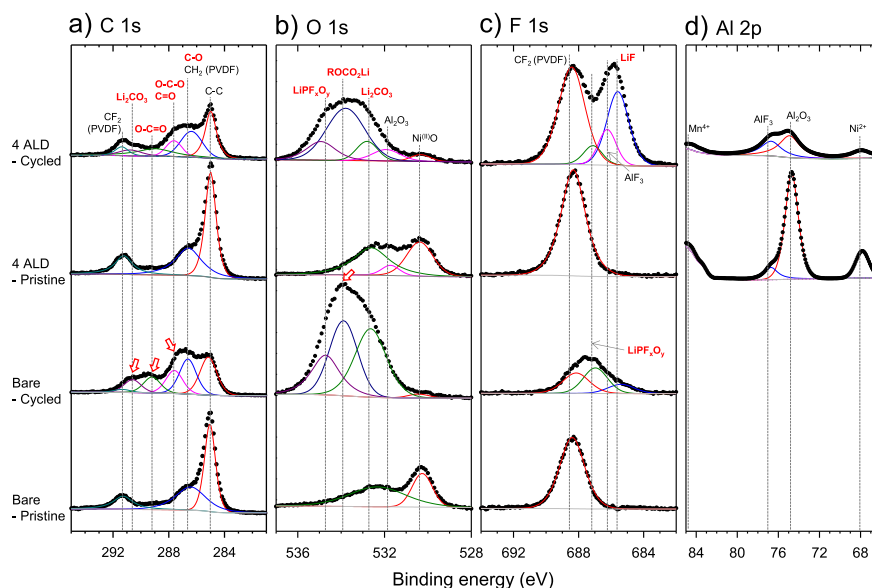 a) C 1s
b) O 1s
c) F 1s
d) Al 2p
C-O
CH₂ (PVDF)
O-C-O
C=O
C-C
Li₂CO₃
CF₂
(PVDF)
O-C=O
ROCO₂Li
LiPFₓOᵧ
Li₂CO₃
Al₂O₃
Ni⁽ᴵᴵ⁾O
CF₂ (PVDF)
LiF
AlF₃
Mn⁴⁺
AlF₃
Al₂O₃
Ni²⁺
4 ALD
- Cycled
4 ALD
- Pristine
Bare
- Cycled
LiPFₓOᵧ
Bare
- Pristine
292 288 284
536 532 528
692 688 684
84 80 76 72 68
Binding energy (eV)